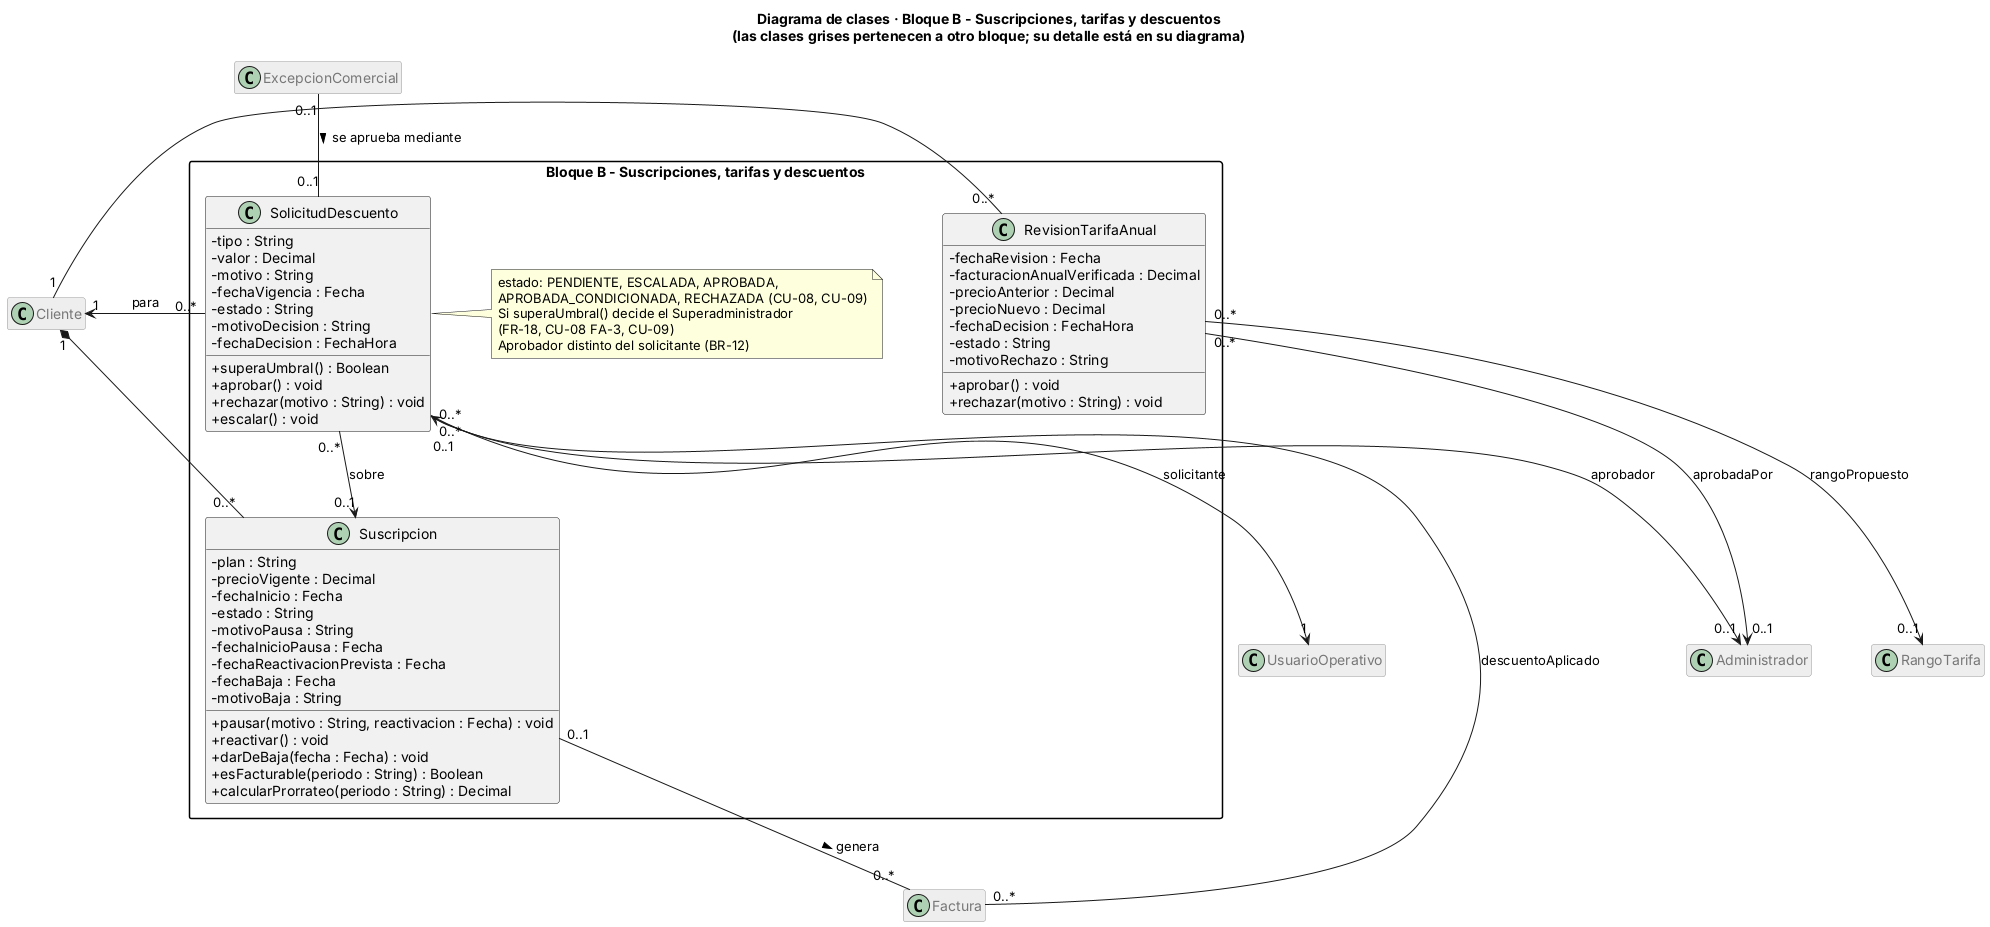 Diagrama de clases · Bloque B - Suscripciones, tarifas y descuentos
(las clases grises pertenecen a otro bloque; su detalle está en su diagrama)
C ExcepcionComercial
0..1
se aprueba mediante
0..1
Bloque B - Suscripciones, tarifas y descuentos
C SolicitudDescuento
-tipo : String
-valor : Decimal
-motivo : String
-fechaVigencia : Fecha
-estado : String
-motivoDecision : String
-fechaDecision : FechaHora
+superaUmbral() : Boolean
+aprobar() : void
+rechazar(motivo : String) : void
+escalar() : void
estado: PENDIENTE, ESCALADA, APROBADA,
APROBADA_CONDICIONADA, RECHAZADA (CU-08, CU-09)
Si superaUmbral() decide el Superadministrador
(FR-18, CU-08 FA-3, CU-09)
Aprobador distinto del solicitante (BR-12)
0..*
C RevisionTarifaAnual
-fechaRevision : Fecha
-facturacionAnualVerificada : Decimal
-precioAnterior : Decimal
-precioNuevo : Decimal
-fechaDecision : FechaHora
-estado : String
-motivoRechazo : String
+aprobar() : void
+rechazar(motivo : String) : void
1
1
para
0..*
C Cliente
1
0..*
0..*
0..*
0..*
0..1
0..*
sobre
0..1
0..*
solicitante
aprobador
aprobadaPor
rangoPropuesto
C Suscripcion
-plan : String
-precioVigente : Decimal
-fechaInicio : Fecha
-estado : String
-motivoPausa : String
-fechaInicioPausa : Fecha
-fechaReactivacionPrevista : Fecha
-fechaBaja : Fecha
-motivoBaja : String
+pausar(motivo : String, reactivacion : Fecha) : void
+reactivar() : void
+darDeBaja(fecha : Fecha) : void
+esFacturable(periodo : String) : Boolean
+calcularProrrateo(periodo : String) : Decimal
1
0..1
0..1
0..1
C UsuarioOperativo
descuentoAplicado
C Administrador
C RangoTarifa
0..1
genera
0..*
C Factura
0..*